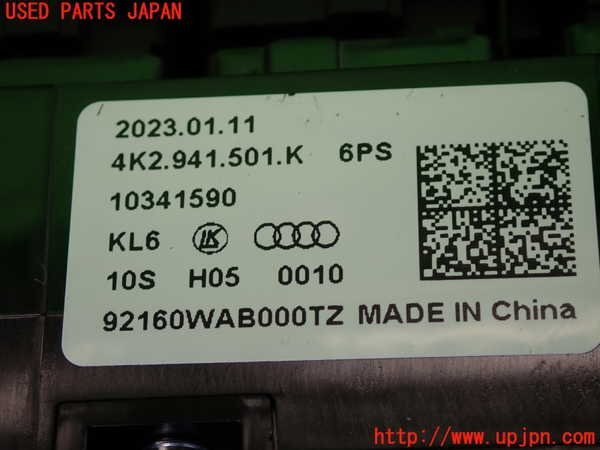 USED PARTS JAPAN
2023.01.11
4K2.941.501.K 6PS
10341590
KL6 LK
10S H05 0010
92160WAB000TZ MADE IN China
http://www.upjpn.com/